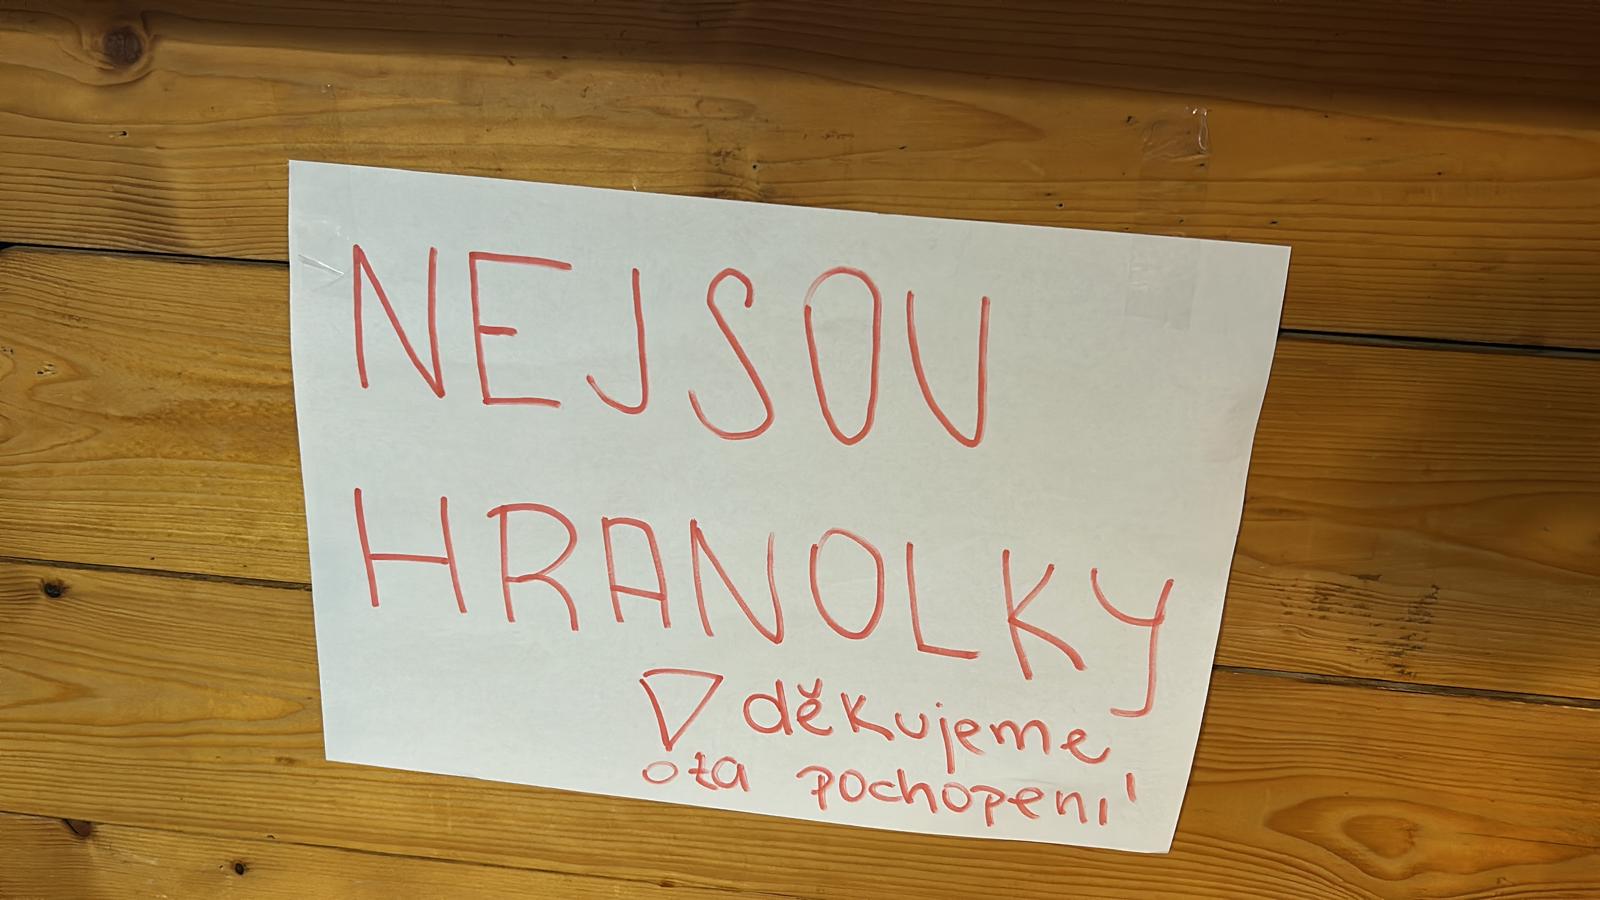 NEJSOU
HRANOLKY
! děkujeme
za pochopení